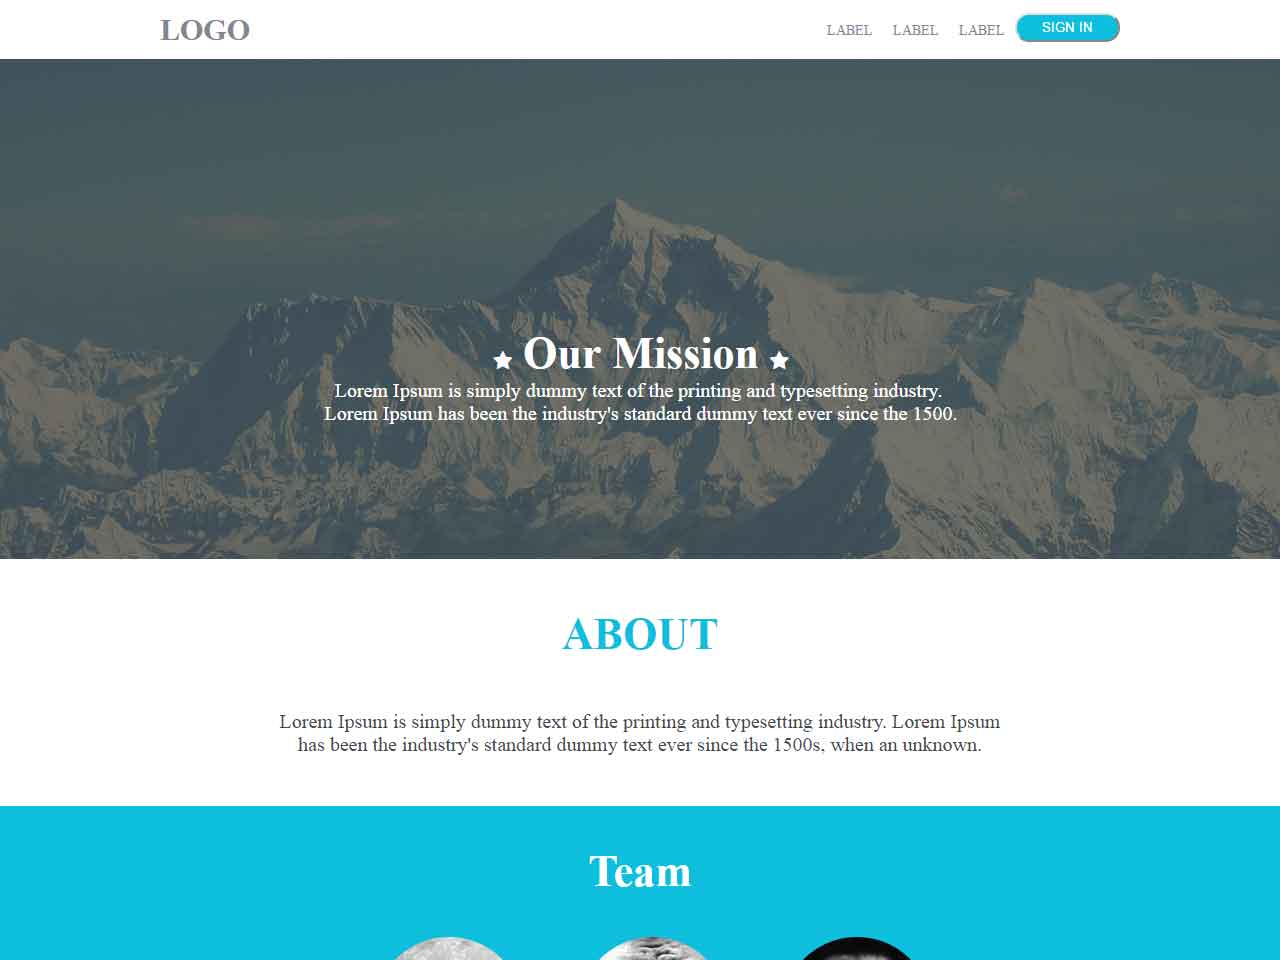 LOGO
LABEL LABEL LABEL SIGN IN
Our Mission
Lorem Ipsum is simply dummy text of the printing and typesetting industry.
Lorem Ipsum has been the industry's standard dummy text ever since the 1500.
ABOUT
Lorem Ipsum is simply dummy text of the printing and typesetting industry. Lorem Ipsum
has been the industry's standard dummy text ever since the 1500s, when an unknown.
Team